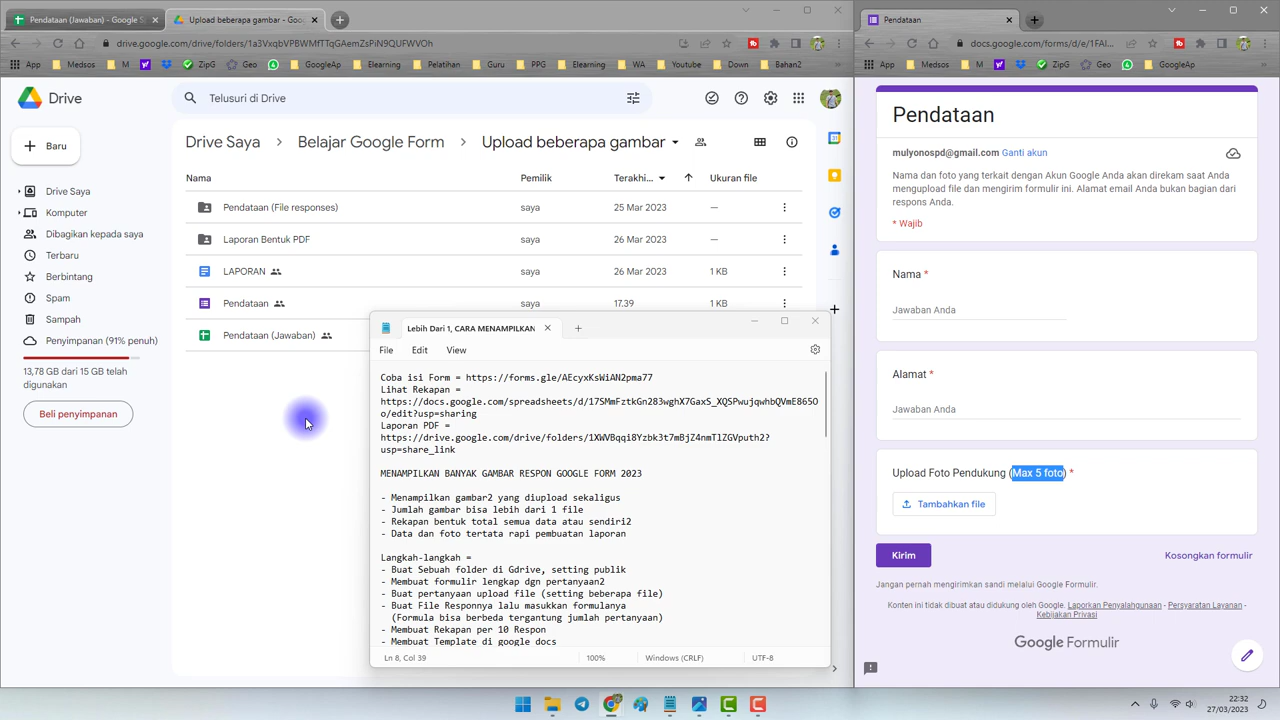 Pendataan (Jawaban) - Google S
Upload beberapa gambar - Goo
drive.google.com/drive/folders/1a3VxqbVPBWMfTTqGAemZsPiN9QUFWVOh
App
Medsos
M
ZipG
Geo
GoogleAp
Elearning
Pelatihan
Guru
PPG
Elearning
WA
Youtube
Down
Bahan2
Drive
Telusuri di Drive
Baru
Drive Saya
Komputer
Dibagikan kepada saya
Terbaru
Berbintang
Spam
Sampah
Penyimpanan (91% penuh)
13,78 GB dari 15 GB telah
digunakan
Beli penyimpanan
Drive Saya > Belajar Google Form > Upload beberapa gambar
Nama Pemilik Terakhi... Ukuran file
Pendataan (File responses) saya 25 Mar 2023 —
Laporan Bentuk PDF saya 26 Mar 2023 —
LAPORAN saya 26 Mar 2023 1 KB
Pendataan saya 17.39 1 KB
Pendataan (Jawaban)
Lebih Dari 1, CARA MENAMPILKAN
File Edit View
Coba isi Form = https://forms.gle/AEcyxKsWiAN2pma77
Lihat Rekapan =
https://docs.google.com/spreadsheets/d/17SMmFztkGn283wghX7GaxS_XQSPwujqwhbQVmE865O
o/edit?usp=sharing
Laporan PDF =
https://drive.google.com/drive/folders/1XWVBqqi8Yzbk3t7mBjZ4nmTlZGVputh2?
usp=share_link
MENAMPILKAN BANYAK GAMBAR RESPON GOOGLE FORM 2023
- Menampilkan gambar2 yang diupload sekaligus
- Jumlah gambar bisa lebih dari 1 file
- Rekapan bentuk total semua data atau sendiri2
- Data dan foto tertata rapi pembuatan laporan
Langkah-langkah =
- Buat Sebuah folder di Gdrive, setting publik
- Membuat formulir lengkap dgn pertanyaan2
- Buat pertanyaan upload file (setting beberapa file)
- Buat File Responnya lalu masukkan formulanya
(Formula bisa berbeda tergantung jumlah pertanyaan)
- Membuat Rekapan per 10 Respon
- Membuat Template di google docs
Ln 8, Col 39 100% Windows (CRLF) UTF-8
Pendataan
docs.google.com/forms/d/e/1FAI...
App
Medsos
M
ZipG
Geo
GoogleAp
Pendataan
mulyonospd@gmail.com Ganti akun
Nama dan foto yang terkait dengan Akun Google Anda akan direkam saat Anda
mengupload file dan mengirim formulir ini. Alamat email Anda bukan bagian dari
respons Anda.
* Wajib
Nama *
Jawaban Anda
Alamat *
Jawaban Anda
Upload Foto Pendukung (Max 5 foto) *
Tambahkan file
Kirim
Kosongkan formulir
Jangan pernah mengirimkan sandi melalui Google Formulir.
Konten ini tidak dibuat atau didukung oleh Google. Laporkan Penyalahgunaan - Persyaratan Layanan -
Kebijakan Privasi
Google Formulir
22:32
27/03/2023